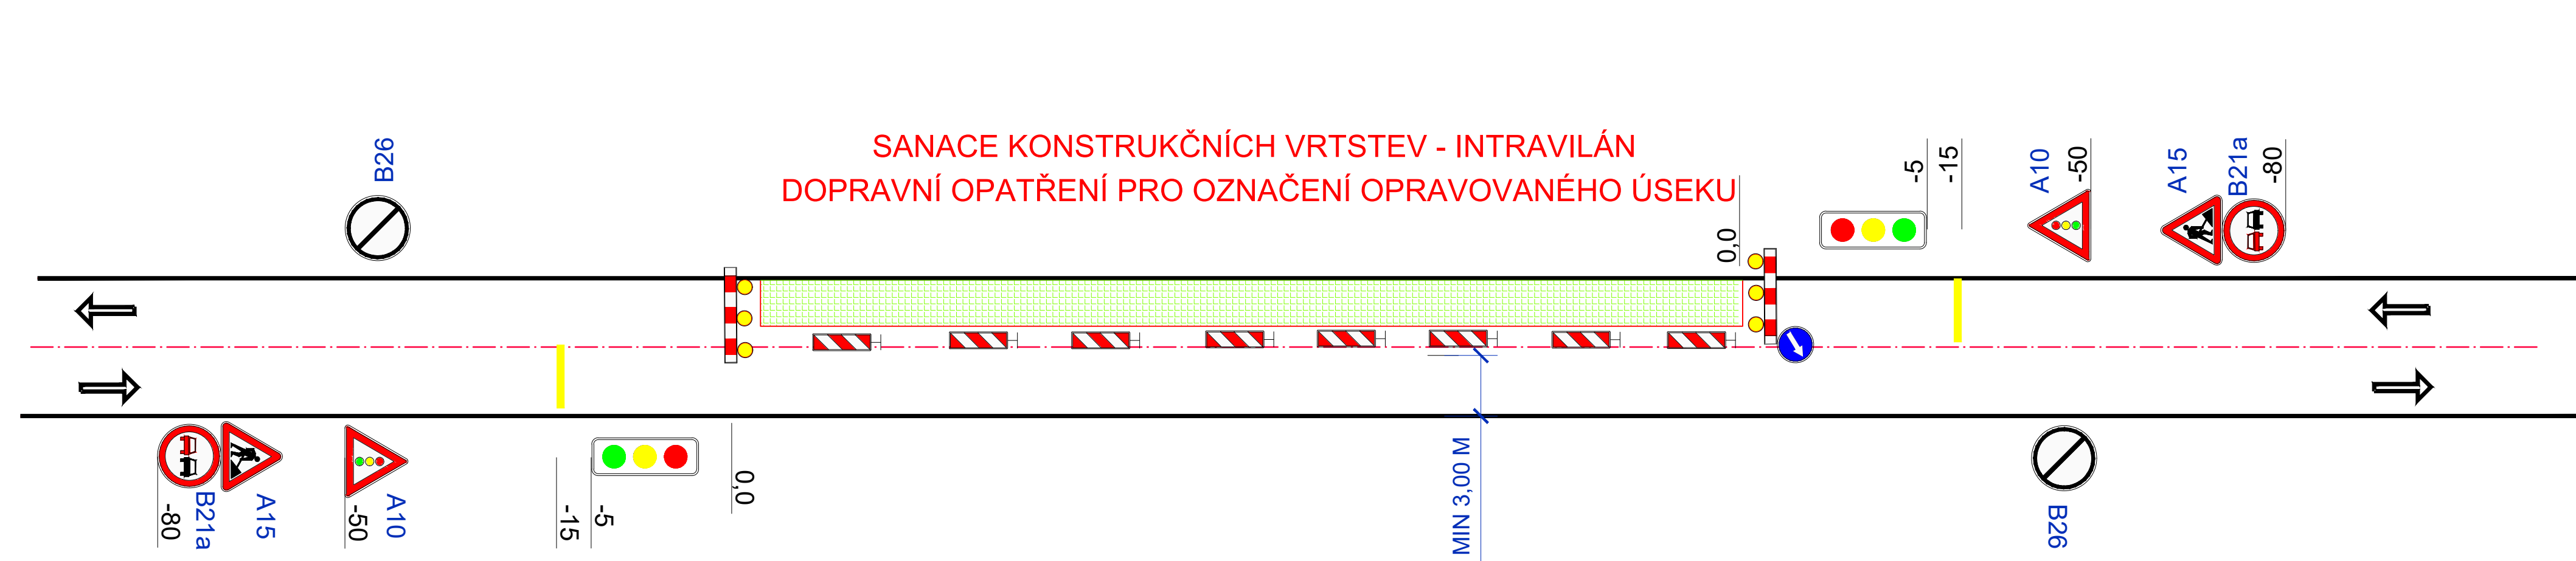 SANACE KONSTRUKČNÍCH VRTSTEV - INTRAVILÁN
DOPRAVNÍ OPATŘENÍ PRO OZNAČENÍ OPRAVOVANÉHO ÚSEKU
B26
0,0
-5
-15
A10
-50
A15
B21a
-80
-80
B21a
A15
-50
A10
-15
-5
0,0
MIN 3,00 M
B26